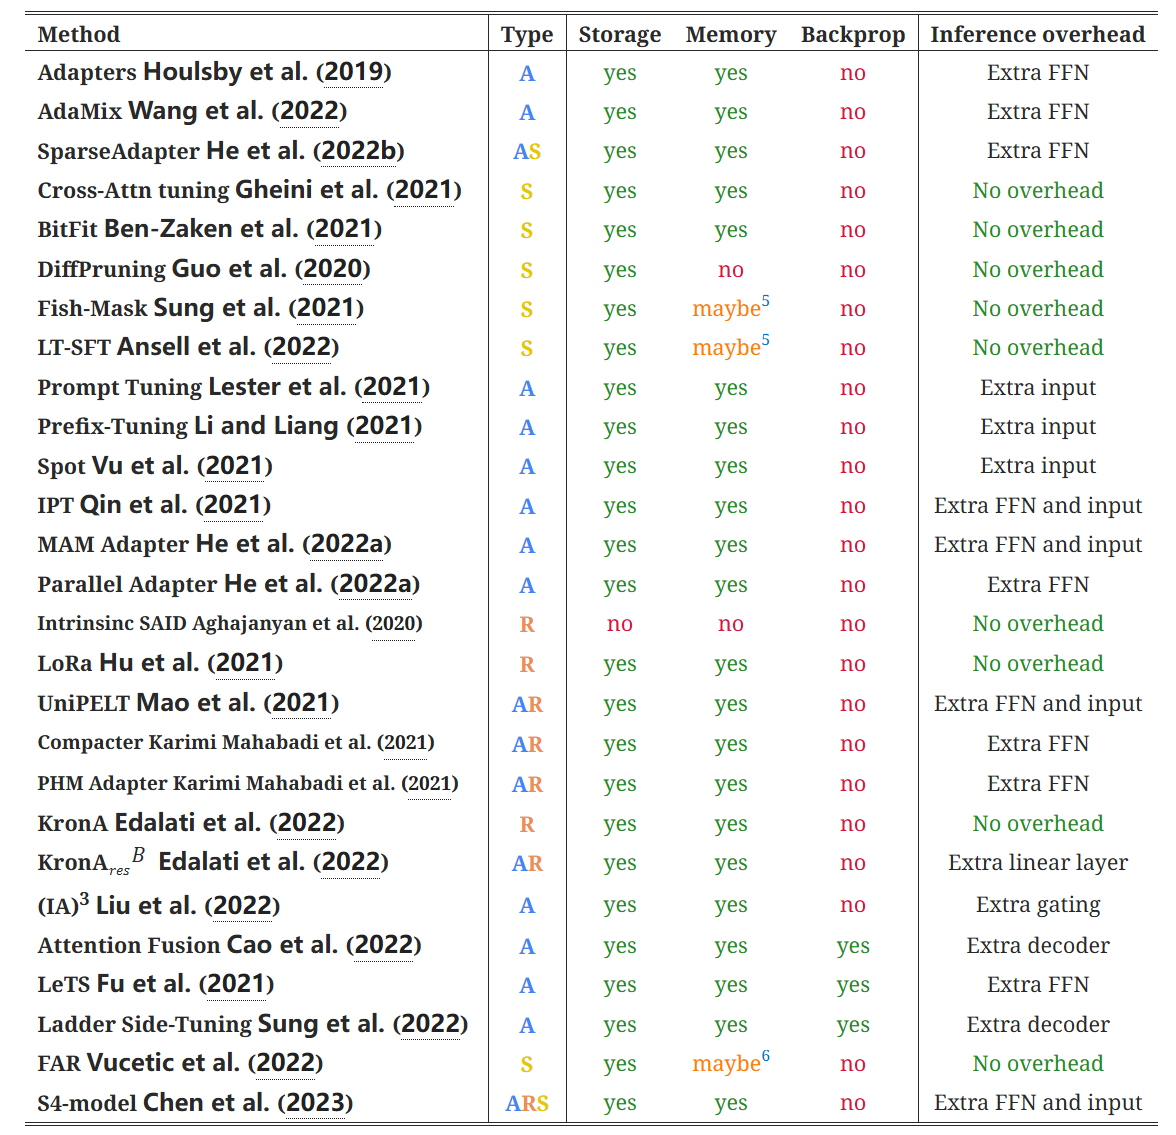 Method Type Storage Memory Backprop Inference overhead
Adapters Houlsby et al. (2019) A yes yes no Extra FFN
AdaMix Wang et al. (2022) A yes yes no Extra FFN
SparseAdapter He et al. (2022b) AS yes yes no Extra FFN
Cross-Attn tuning Gheini et al. (2021) S yes yes no No overhead
BitFit Ben-Zaken et al. (2021) S yes yes no No overhead
DiffPruning Guo et al. (2020) S yes no no No overhead
Fish-Mask Sung et al. (2021) S yes maybe⁵ no No overhead
LT-SFT Ansell et al. (2022) S yes maybe⁵ no No overhead
Prompt Tuning Lester et al. (2021) A yes yes no Extra input
Prefix-Tuning Li and Liang (2021) A yes yes no Extra input
Spot Vu et al. (2021) A yes yes no Extra input
IPT Qin et al. (2021) A yes yes no Extra FFN and input
MAM Adapter He et al. (2022a) A yes yes no Extra FFN and input
Parallel Adapter He et al. (2022a) A yes yes no Extra FFN
Intrinsinc SAID Aghajanyan et al. (2020) R no no no No overhead
LoRa Hu et al. (2021) R yes yes no No overhead
UniPELT Mao et al. (2021) AR yes yes no Extra FFN and input
Compacter Karimi Mahabadi et al. (2021) AR yes yes no Extra FFN
PHM Adapter Karimi Mahabadi et al. (2021) AR yes yes no Extra FFN
KronA Edalati et al. (2022) R yes yes no No overhead
KronA_res^B Edalati et al. (2022) AR yes yes no Extra linear layer
(IA)³ Liu et al. (2022) A yes yes no Extra gating
Attention Fusion Cao et al. (2022) A yes yes yes Extra decoder
LeTS Fu et al. (2021) A yes yes yes Extra FFN
Ladder Side-Tuning Sung et al. (2022) A yes yes yes Extra decoder
FAR Vucetic et al. (2022) S yes maybe⁶ no No overhead
S4-model Chen et al. (2023) ARS yes yes no Extra FFN and input